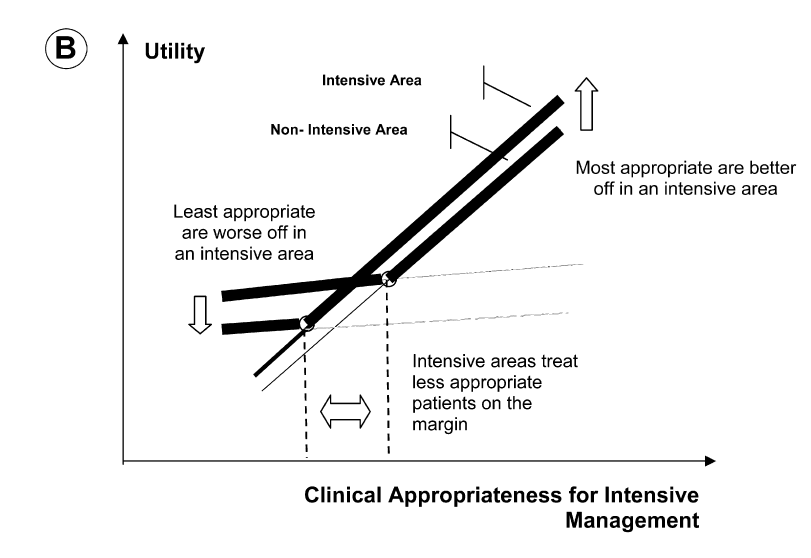 B
Utility
Intensive Area
Non- Intensive Area
Most appropriate are better
off in an intensive area
Least appropriate
are worse off in
an intensive area
Intensive areas treat
less appropriate
patients on the
margin
Clinical Appropriateness for Intensive
Management